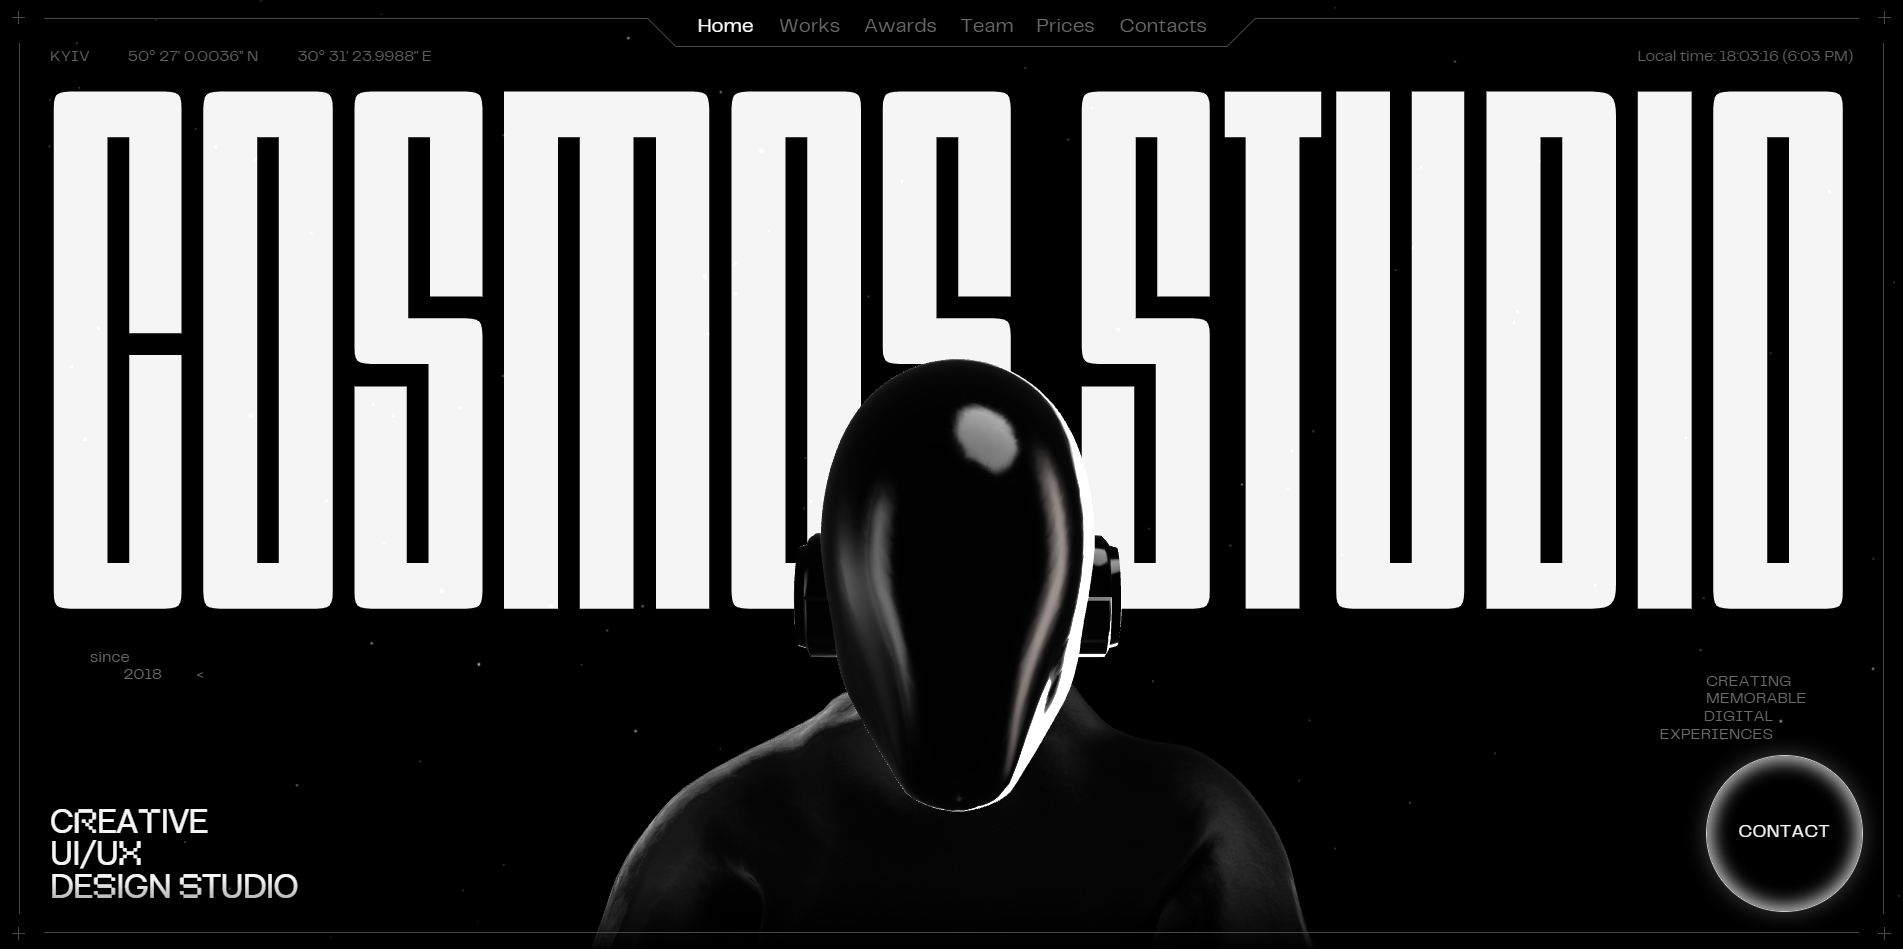 Home Works Awards Team Prices Contacts
KYIV 50° 27' 0.0036" N 30° 31' 23.9988" E
Local time: 18:03:16 (6:03 PM)
COSMOS STUDIO
since
2018 <
CREATING
MEMORABLE
DIGITAL
EXPERIENCES
CREATIVE
UI/UX
DESIGN STUDIO
CONTACT